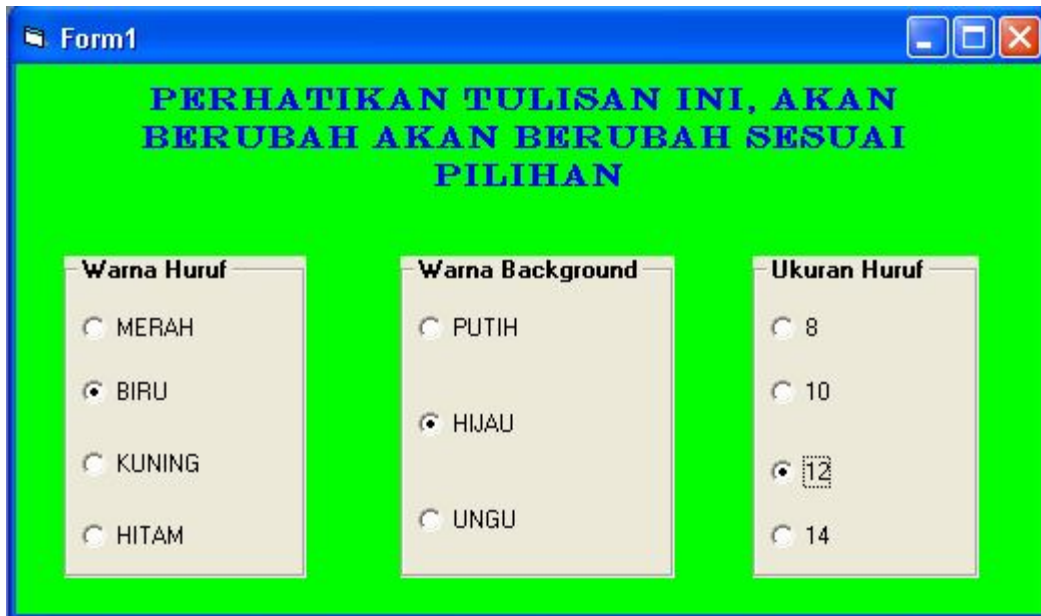 Form1
PERHATIKAN TULISAN INI, AKAN
BERUBAH AKAN BERUBAH SESUAI
PILIHAN
Warna Huruf
MERAH
BIRU
KUNING
HITAM
Warna Background
PUTIH
HIJAU
UNGU
Ukuran Huruf
8
10
12
14